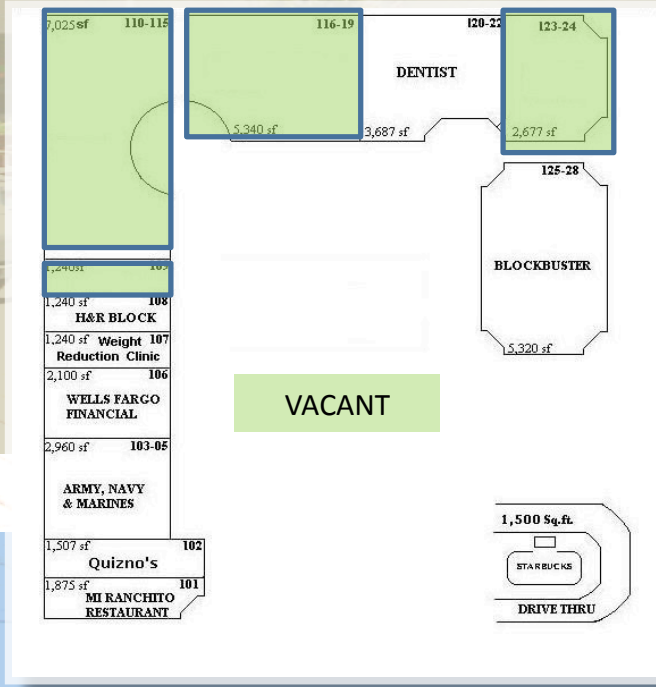 7,025sf 110-115
116-19
120-22
123-24
DENTIST
5,340 sf
3,687 sf
2,677 sf
125-28
BLOCKBUSTER
5,320 sf
1,240sf 109
1,240 sf 108
H&R BLOCK
1,240 sf Weight 107
Reduction Clinic
2,100 sf 106
WELLS FARGO
FINANCIAL
VACANT
2,960 sf 103-05
ARMY, NAVY
& MARINES
1,507 sf 102
Quizno's
1,875 sf 101
MI RANCHITO
RESTAURANT
1,500 Sq.ft.
STARBUCKS
DRIVE THRU